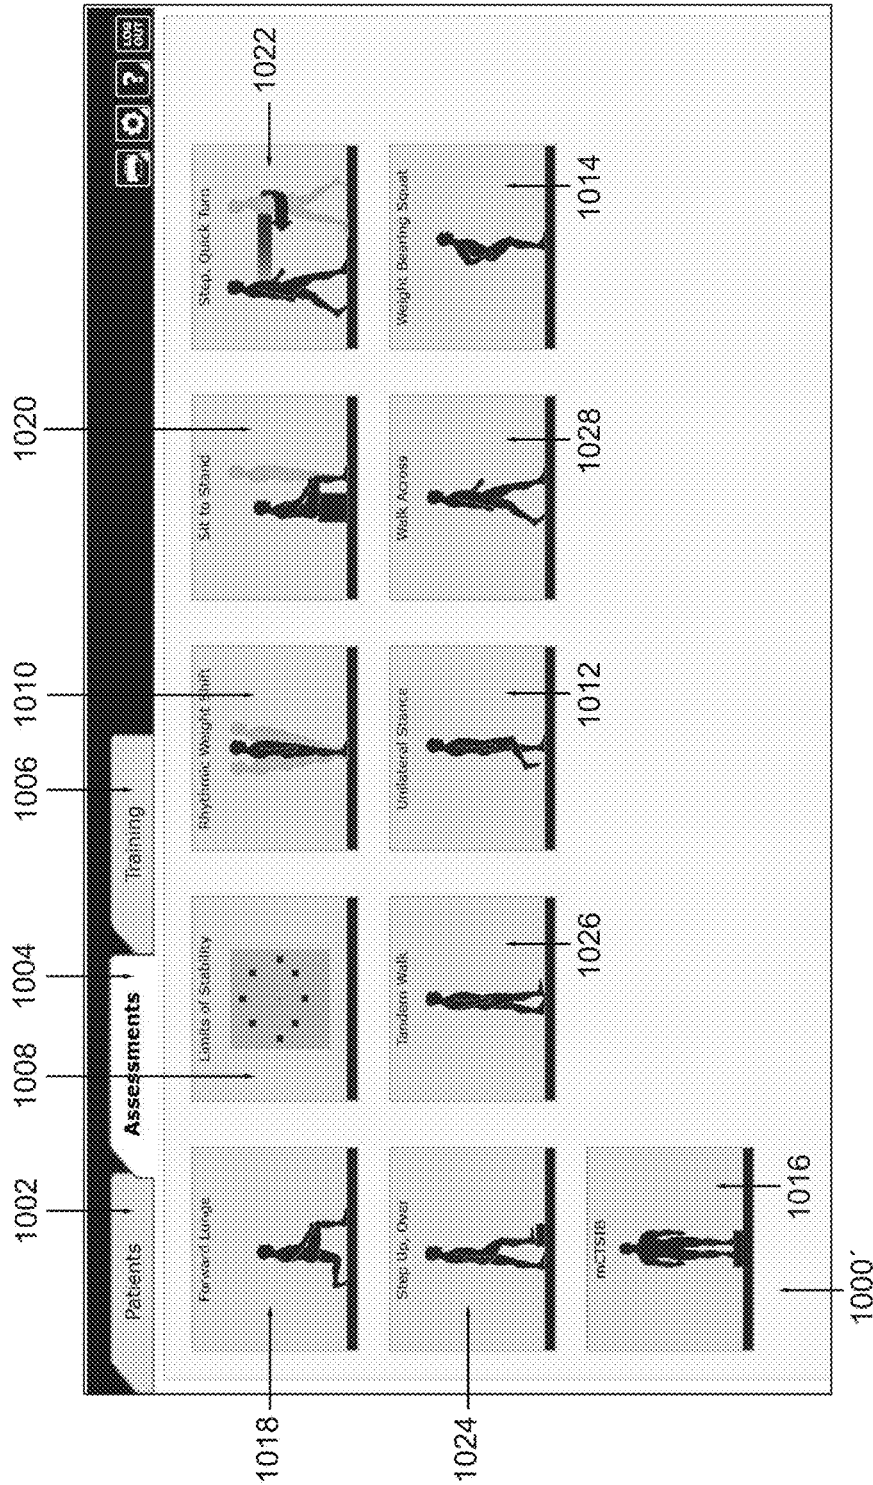 1002
1008
1004
1006
1010
1020
Patients
Assessments
Training
?
LOG
OUT
1018
Forward Lunge
Limits of Stability
Rhythmic Weight Shift
Sit to Stand
Step, Quick Turn
1022
1024
Step Up, Over
Tandem Walk
Unilateral Stance
Walk Across
Weight Bearing Squat
1026
1012
1028
1014
mCTSIB
1016
1000´